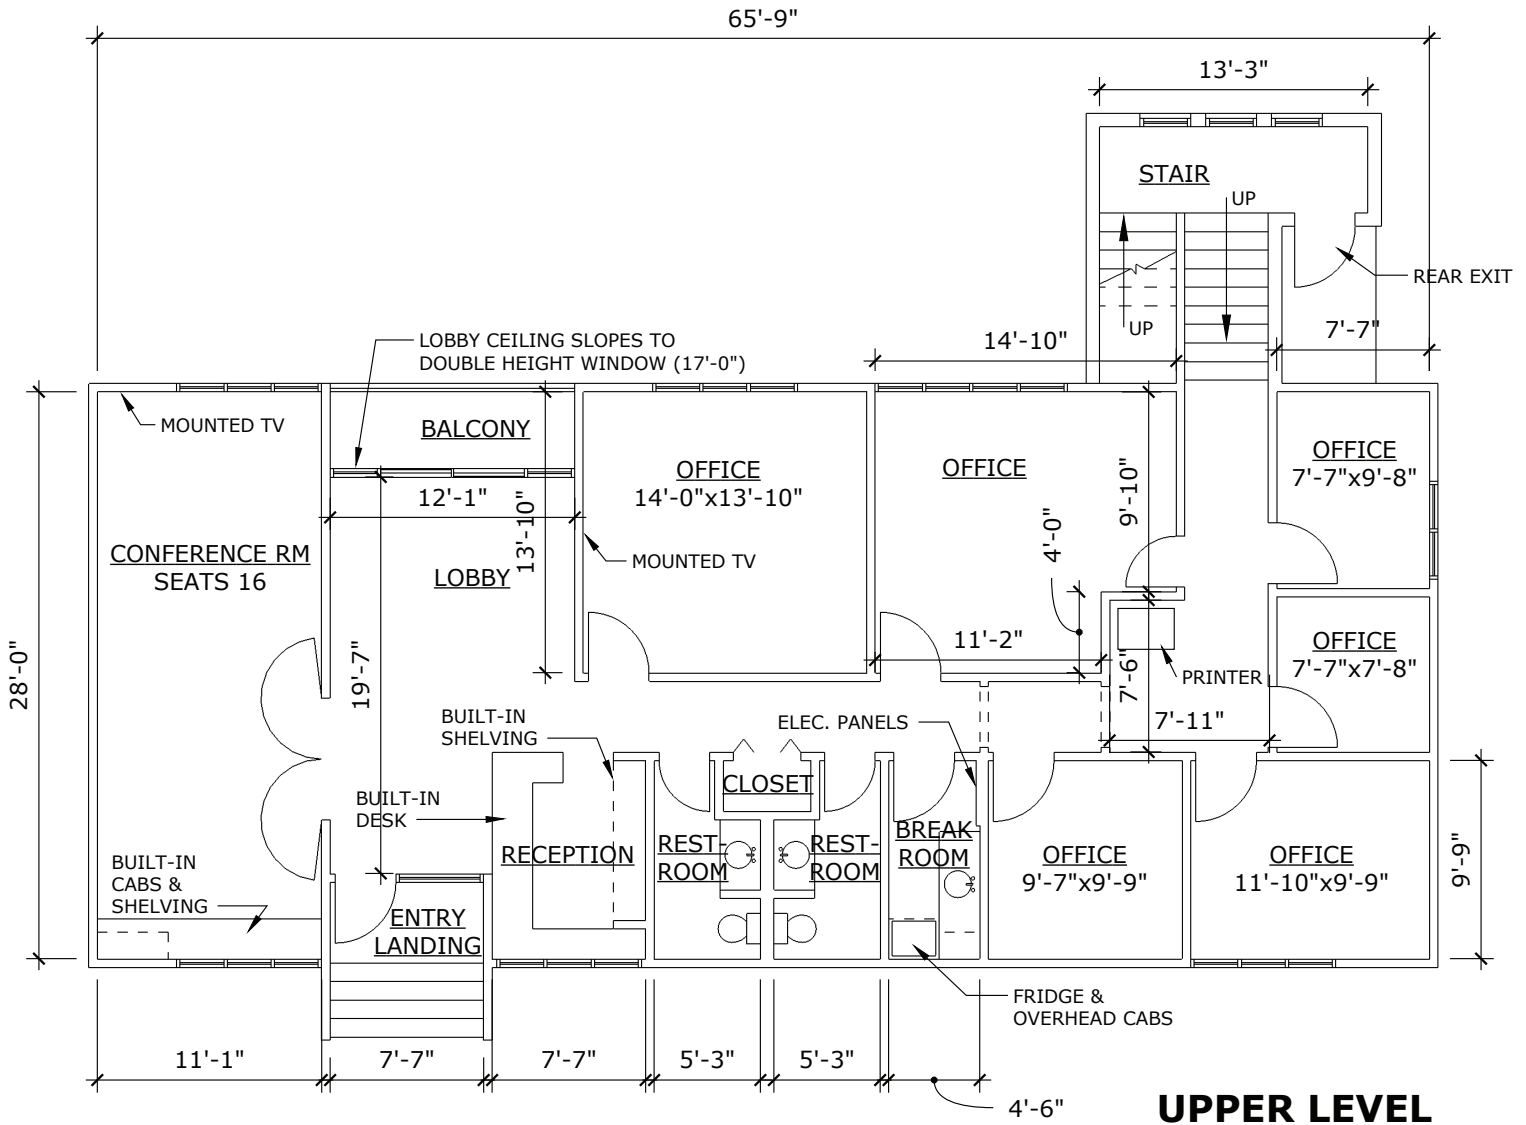 65'-9"
13'-3"
STAIR
UP
REAR EXIT
UP
14'-10"
7'-7"
LOBBY CEILING SLOPES TO
DOUBLE HEIGHT WINDOW (17'-0")
MOUNTED TV
BALCONY
OFFICE
14'-0"x13'-10"
OFFICE
OFFICE
7'-7"x9'-8"
12'-1"
13'-10"
9'-10"
4'-0"
CONFERENCE RM
SEATS 16
LOBBY
MOUNTED TV
28'-0"
19'-7"
11'-2"
7'-6"
PRINTER
OFFICE
7'-7"x7'-8"
7'-11"
BUILT-IN
SHELVING
ELEC. PANELS
BUILT-IN
DESK
CLOSET
RECEPTION
REST-
ROOM
REST-
ROOM
BREAK
ROOM
OFFICE
9'-7"x9'-9"
OFFICE
11'-10"x9'-9"
9'-9"
BUILT-IN
CABS &
SHELVING
ENTRY
LANDING
FRIDGE &
OVERHEAD CABS
11'-1"
7'-7"
7'-7"
5'-3"
5'-3"
4'-6"
UPPER LEVEL